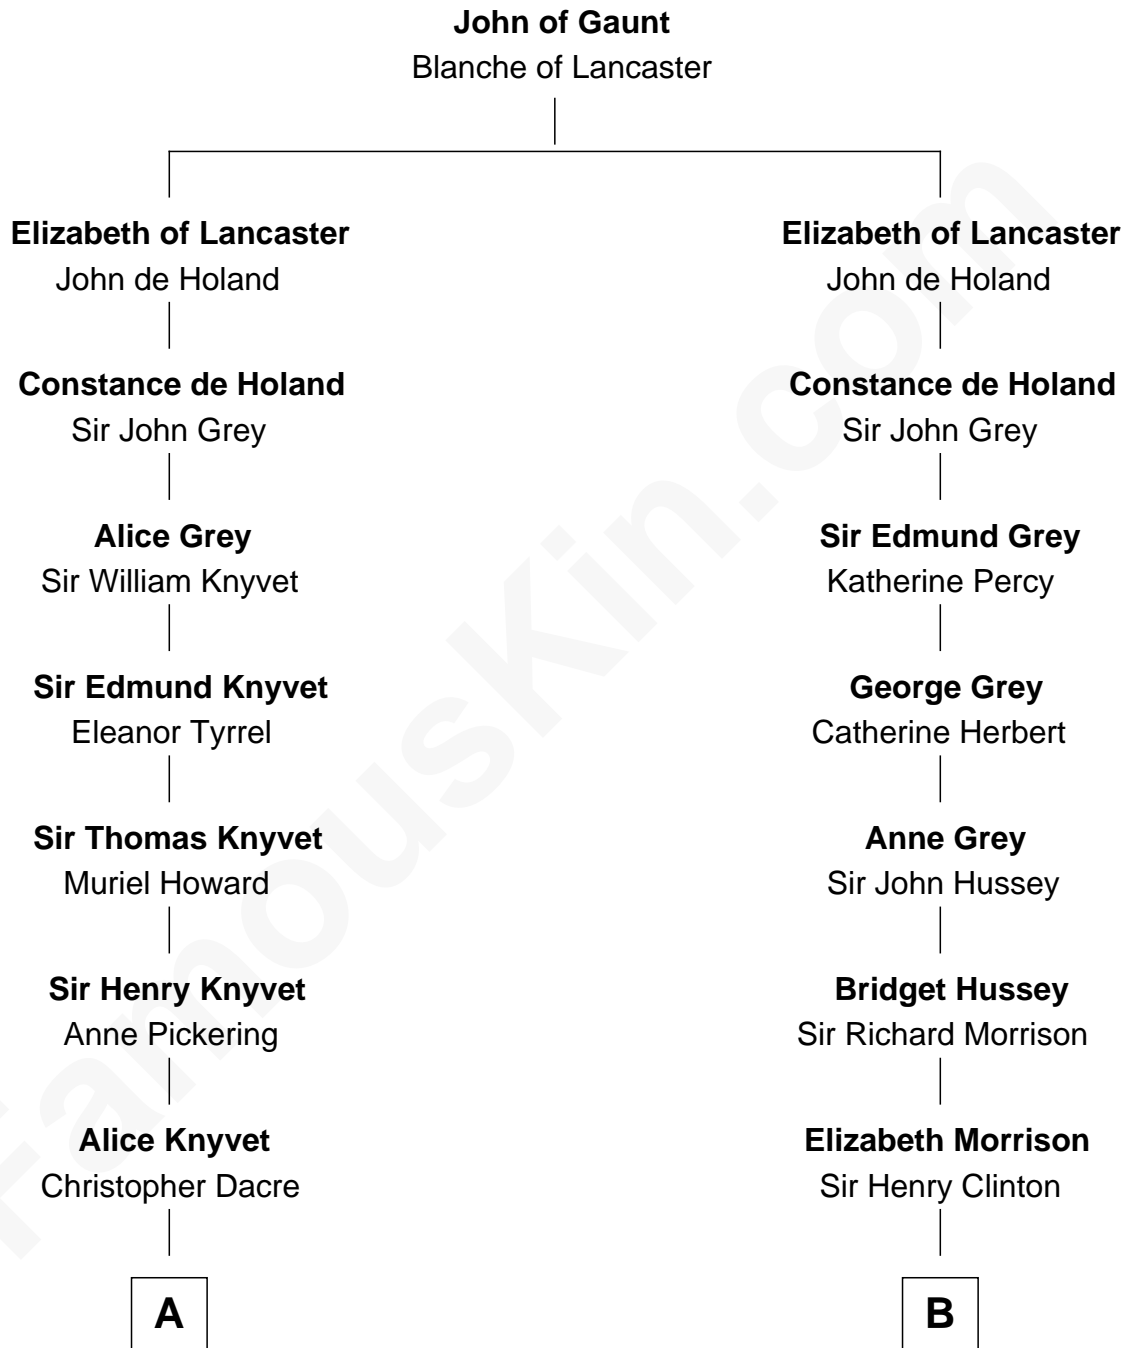 John of Gaunt
Blanche of Lancaster
Elizabeth of Lancaster
John de Holand
Constance de Holand
Sir John Grey
Alice Grey
Sir William Knyvet
Sir Edmund Knyvet
Eleanor Tyrrel
Sir Thomas Knyvet
Muriel Howard
Sir Henry Knyvet
Anne Pickering
Alice Knyvet
Christopher Dacre
A
Elizabeth of Lancaster
John de Holand
Constance de Holand
Sir John Grey
Sir Edmund Grey
Katherine Percy
George Grey
Catherine Herbert
Anne Grey
Sir John Hussey
Bridget Hussey
Sir Richard Morrison
Elizabeth Morrison
Sir Henry Clinton
B
FamousKin.com